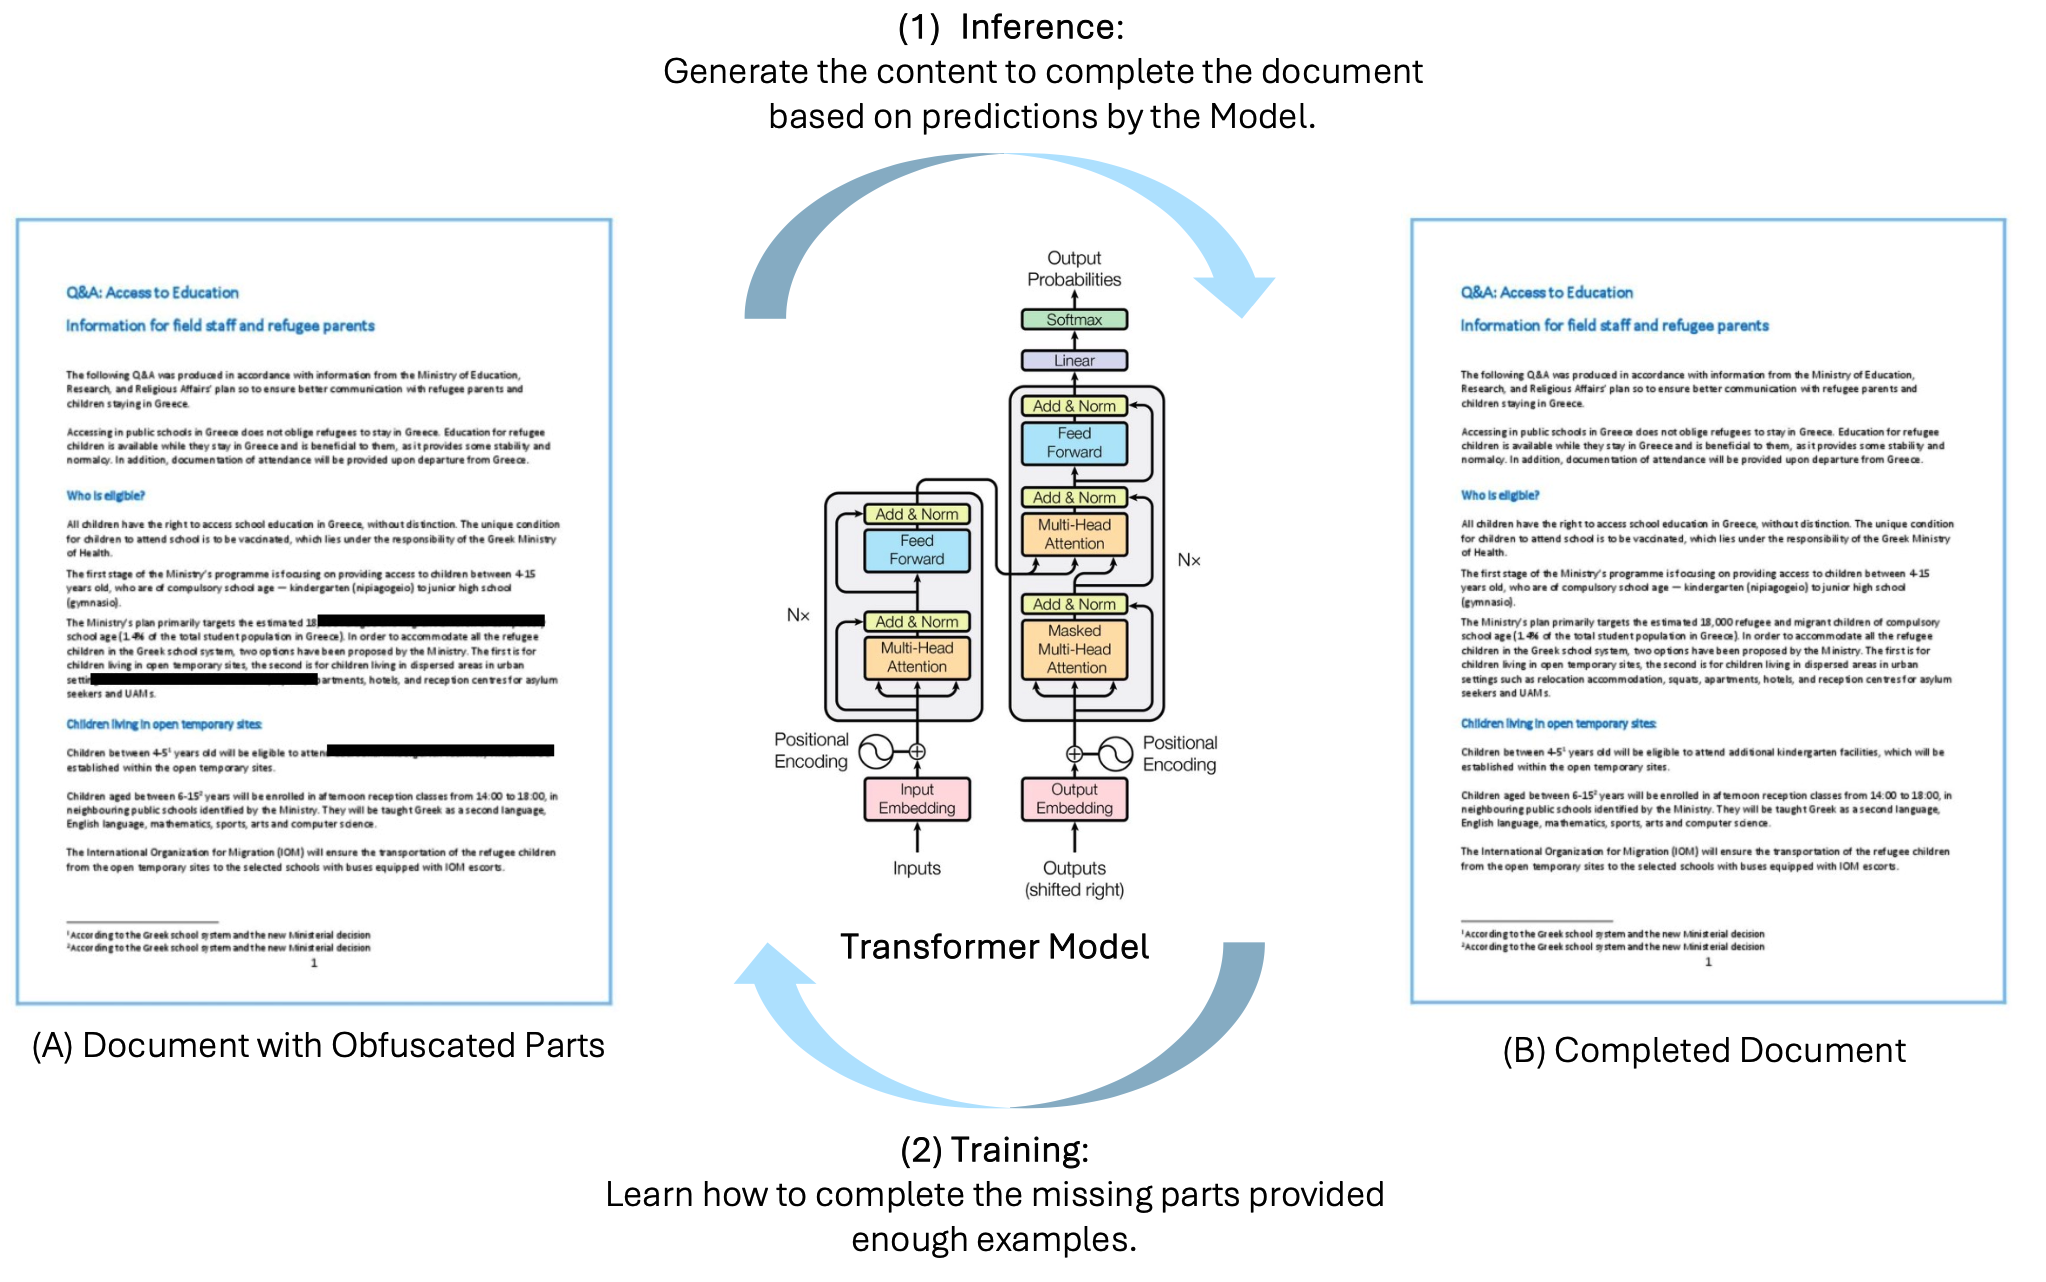 (1) Inference:
Generate the content to complete the document
based on predictions by the Model.
Q&A: Access to Education
Information for field staff and refugee parents
The following Q&A was produced in accordance with information from the Ministry of Education,
Research, and Religious Affairs' plan so to ensure better communication with refugee parents and
children staying in Greece.
Accessing in public schools in Greece does not oblige refugees to stay in Greece. Education for refugee
children is available while they stay in Greece and is beneficial to them, as it provides some stability and
normalcy. In addition, documentation of attendance will be provided upon departure from Greece.
Who is eligible?
All children have the right to access school education in Greece, without distinction. The unique condition
for children to attend school is to be vaccinated, which lies under the responsibility of the Greek Ministry
of Health.
The first stage of the Ministry's programme is focusing on providing access to children between 4-15
years old, who are of compulsory school age — kindergarten (nipiagogeio) to junior high school
(gymnasio).
The Ministry's plan primarily targets the estimated 18,
school age (1.4% of the total student population in Greece). In order to accommodate all the refugee
children in the Greek school system, two options have been proposed by the Ministry. The first is for
children living in open temporary sites, the second is for children living in dispersed areas in urban
settin artments, hotels, and reception centres for asylum
seekers and UAMs.
Children living in open temporary sites:
Children between 4-5¹ years old will be eligible to atten
established within the open temporary sites.
Children aged between 6-15² years will be enrolled in afternoon reception classes from 14:00 to 18:00, in
neighbouring public schools identified by the Ministry. They will be taught Greek as a second language,
English language, mathematics, sports, arts and computer science.
The International Organization for Migration (IOM) will ensure the transportation of the refugee children
from the open temporary sites to the selected schools with buses equipped with IOM escorts.
¹According to the Greek school system and the new Ministerial decision
²According to the Greek school system and the new Ministerial decision
1
(A) Document with Obfuscated Parts
Output
Probabilities
Softmax
Linear
Add & Norm
Feed
Forward
Add & Norm
Multi-Head
Attention
Nx
Add & Norm
Masked
Multi-Head
Attention
Add & Norm
Feed
Forward
Nx
Add & Norm
Multi-Head
Attention
Positional
Encoding
Positional
Encoding
Input
Embedding
Output
Embedding
Inputs
Outputs
(shifted right)
Transformer Model
Q&A: Access to Education
Information for field staff and refugee parents
The following Q&A was produced in accordance with information from the Ministry of Education,
Research, and Religious Affairs' plan so to ensure better communication with refugee parents and
children staying in Greece.
Accessing in public schools in Greece does not oblige refugees to stay in Greece. Education for refugee
children is available while they stay in Greece and is beneficial to them, as it provides some stability and
normalcy. In addition, documentation of attendance will be provided upon departure from Greece.
Who is eligible?
All children have the right to access school education in Greece, without distinction. The unique condition
for children to attend school is to be vaccinated, which lies under the responsibility of the Greek Ministry
of Health.
The first stage of the Ministry's programme is focusing on providing access to children between 4-15
years old, who are of compulsory school age — kindergarten (nipiagogeio) to junior high school
(gymnasio).
The Ministry's plan primarily targets the estimated 18,000 refugee and migrant children of compulsory
school age (1.4% of the total student population in Greece). In order to accommodate all the refugee
children in the Greek school system, two options have been proposed by the Ministry. The first is for
children living in open temporary sites, the second is for children living in dispersed areas in urban
settings such as relocation accommodation, squats, apartments, hotels, and reception centres for asylum
seekers and UAMs.
Children living in open temporary sites:
Children between 4-5¹ years old will be eligible to attend additional kindergarten facilities, which will be
established within the open temporary sites.
Children aged between 6-15² years will be enrolled in afternoon reception classes from 14:00 to 18:00, in
neighbouring public schools identified by the Ministry. They will be taught Greek as a second language,
English language, mathematics, sports, arts and computer science.
The International Organization for Migration (IOM) will ensure the transportation of the refugee children
from the open temporary sites to the selected schools with buses equipped with IOM escorts.
¹According to the Greek school system and the new Ministerial decision
²According to the Greek school system and the new Ministerial decision
1
(B) Completed Document
(2) Training:
Learn how to complete the missing parts provided
enough examples.